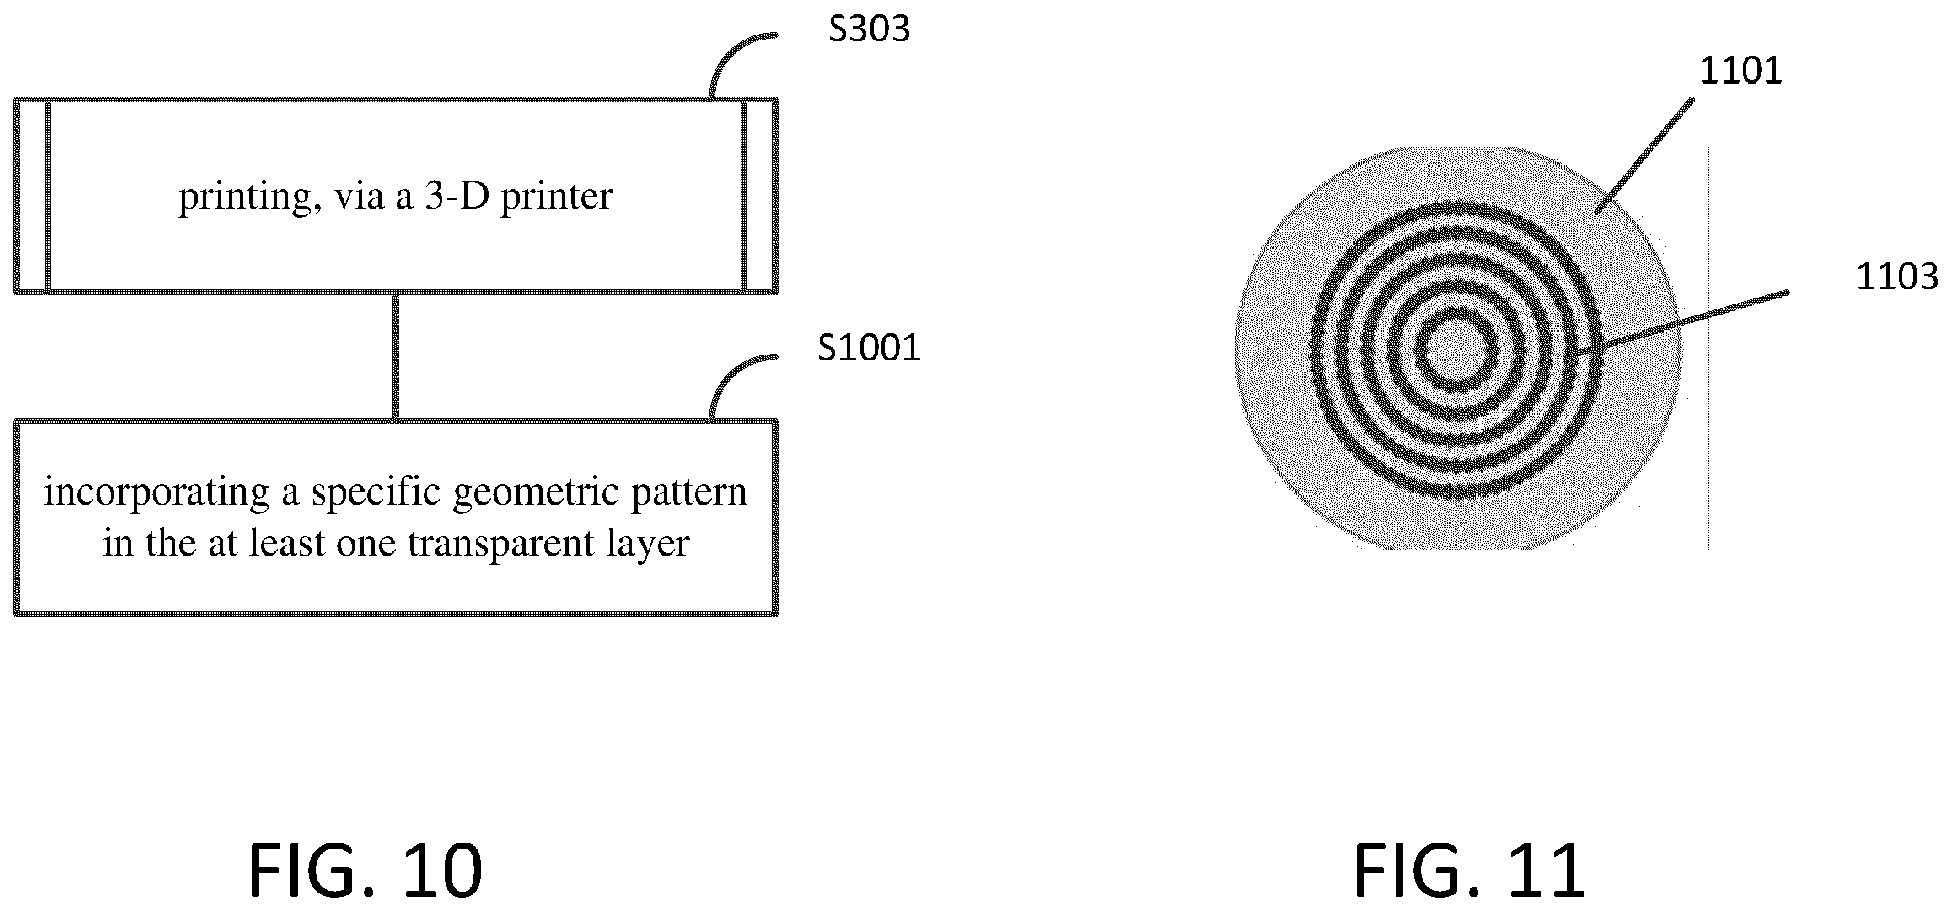 S303
printing, via a 3-D printer
S1001
incorporating a specific geometric pattern
in the at least one transparent layer
FIG. 10
1101
1103
FIG. 11